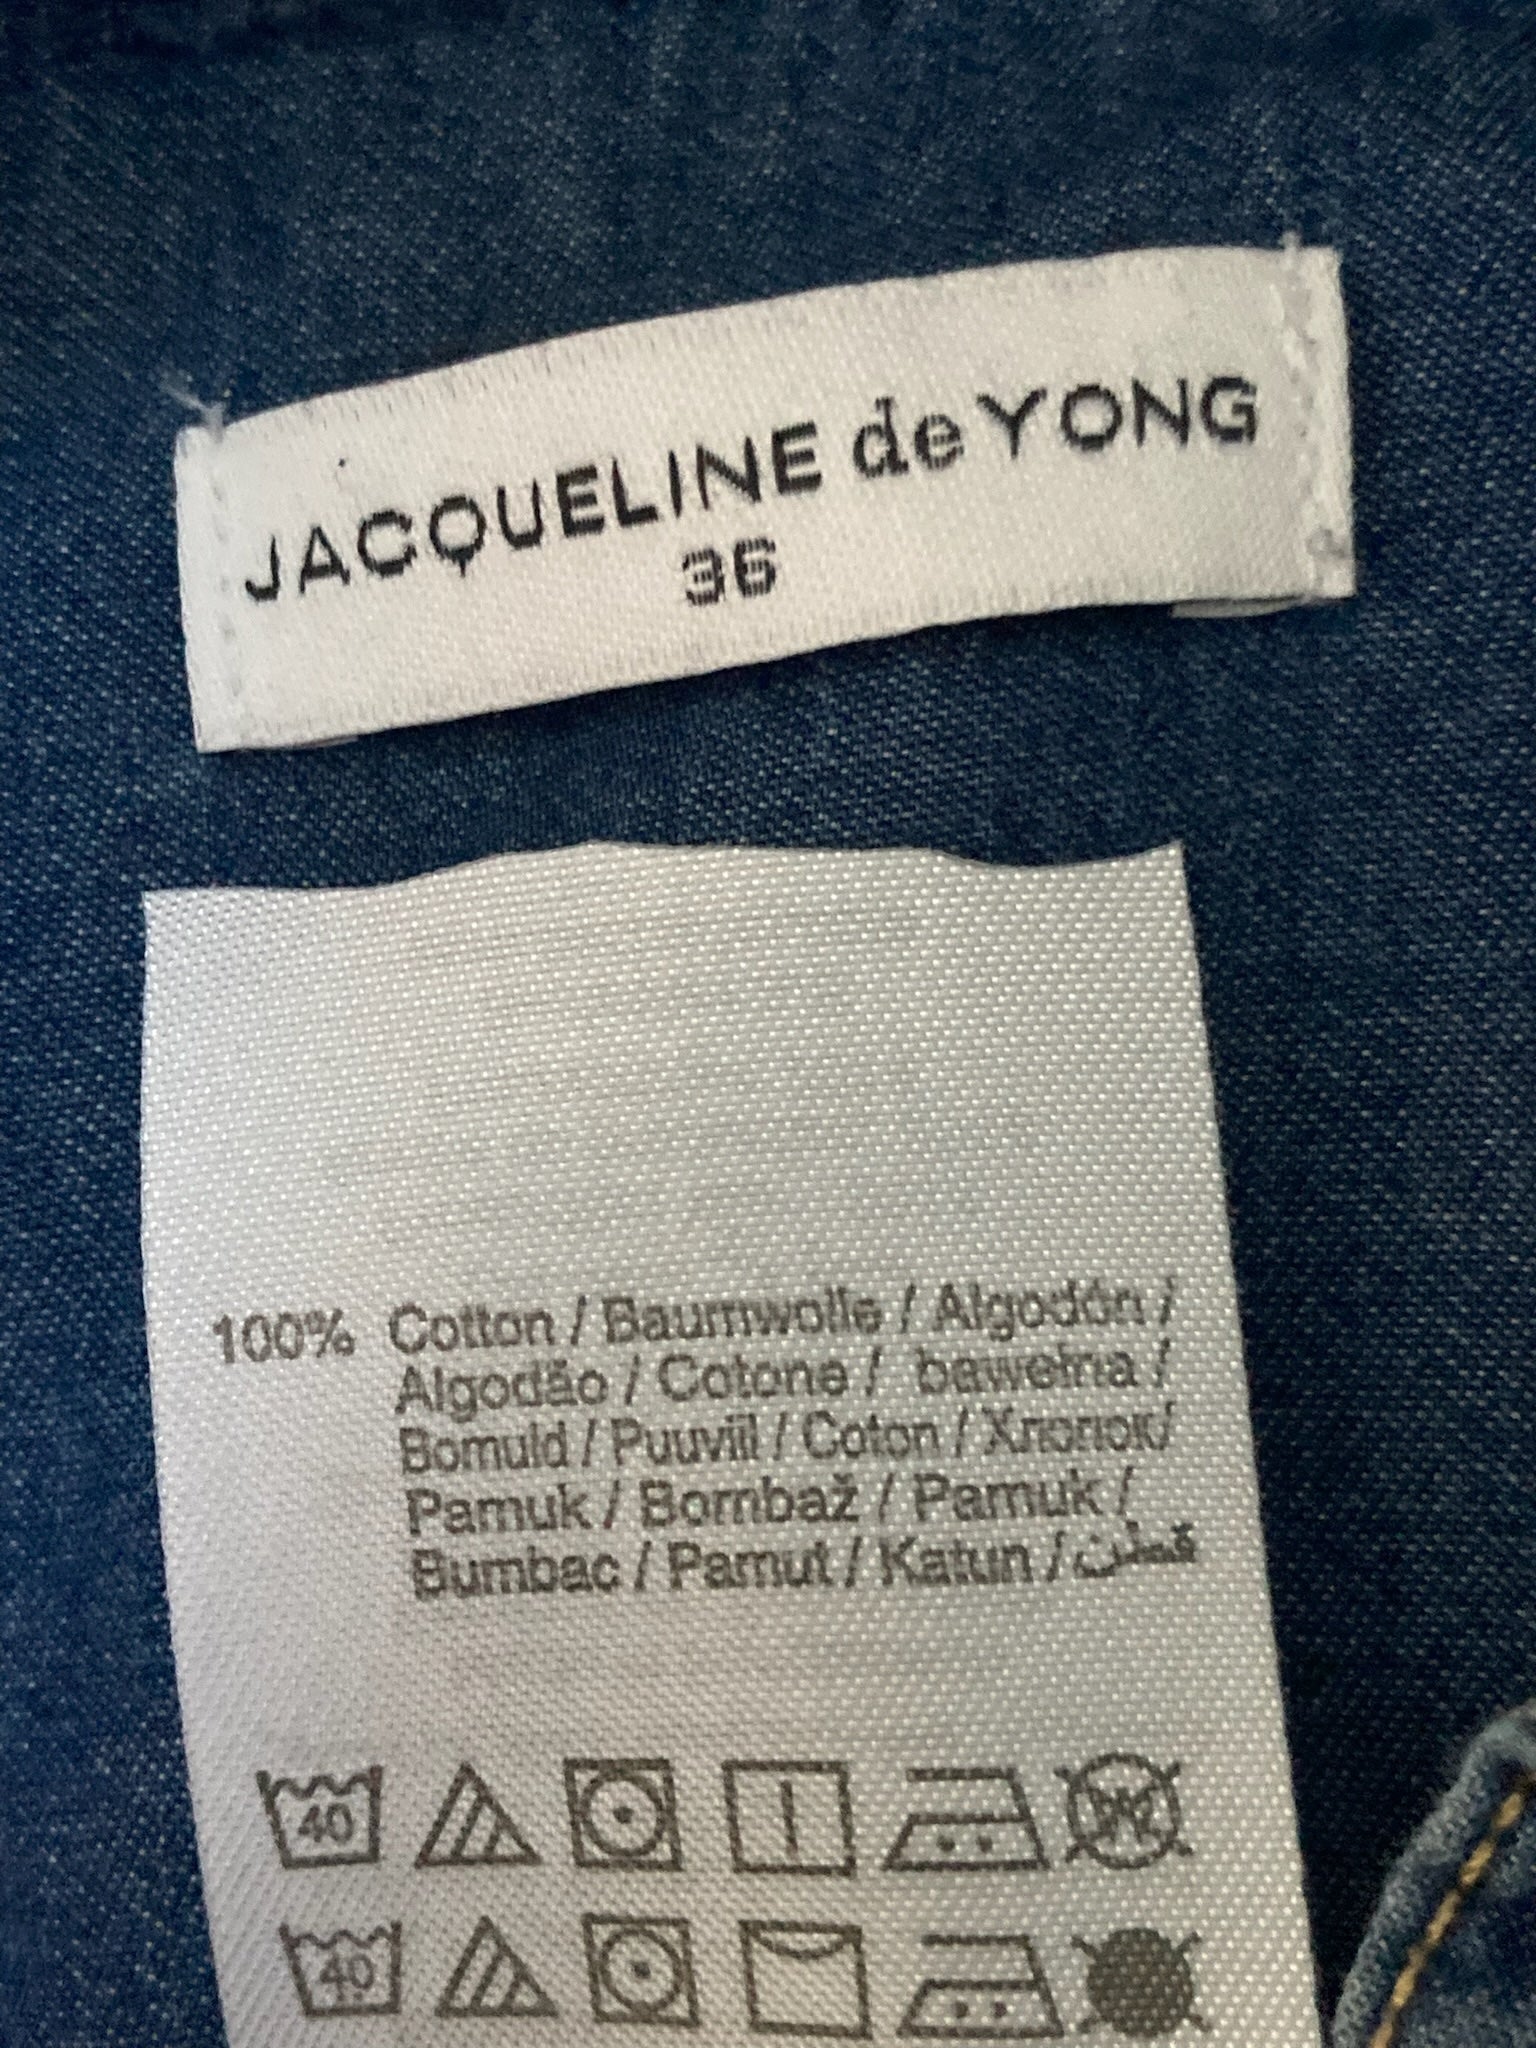 JACQUELINE de YONG
36
100% Cotton / Baumwolle / Algodón /
Algodão / Cotone / bawełna /
Bomuld / Puuvill / Coton / Хлопок/
Pamuk / Bombaž / Pamuk /
Bumbac / Pamut / Katun / قطن
40
40